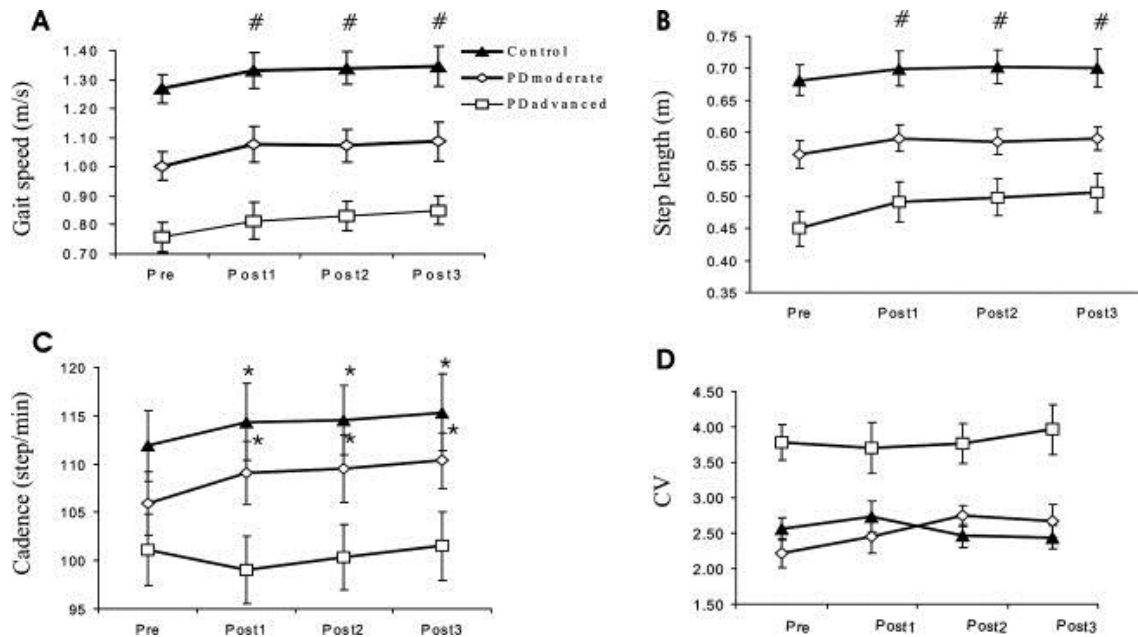 A
# # #
Gait speed (m/s)
1.40
1.30
1.20
1.10
1.00
0.90
0.80
0.70
Pre Post1 Post2 Post3
Control
PDmoderate
PDadvanced
B
# # #
Step length (m)
0.75
0.70
0.65
0.60
0.55
0.50
0.45
0.40
0.35
Pre Post1 Post2 Post3
C
* * *
* * *
Cadence (step/min)
120
115
110
105
100
95
Pre Post1 Post2 Post3
D
CV
4.50
4.00
3.50
3.00
2.50
2.00
1.50
Pre Post1 Post2 Post3